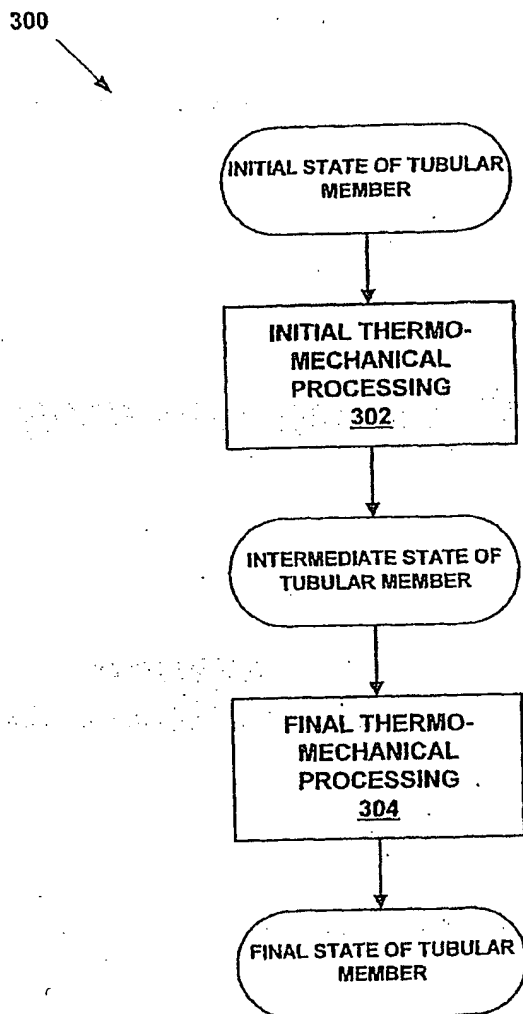 300
INITIAL STATE OF TUBULAR
MEMBER
INITIAL THERMO-
MECHANICAL
PROCESSING
302
INTERMEDIATE STATE OF
TUBULAR MEMBER
FINAL THERMO-
MECHANICAL
PROCESSING
304
FINAL STATE OF TUBULAR
MEMBER